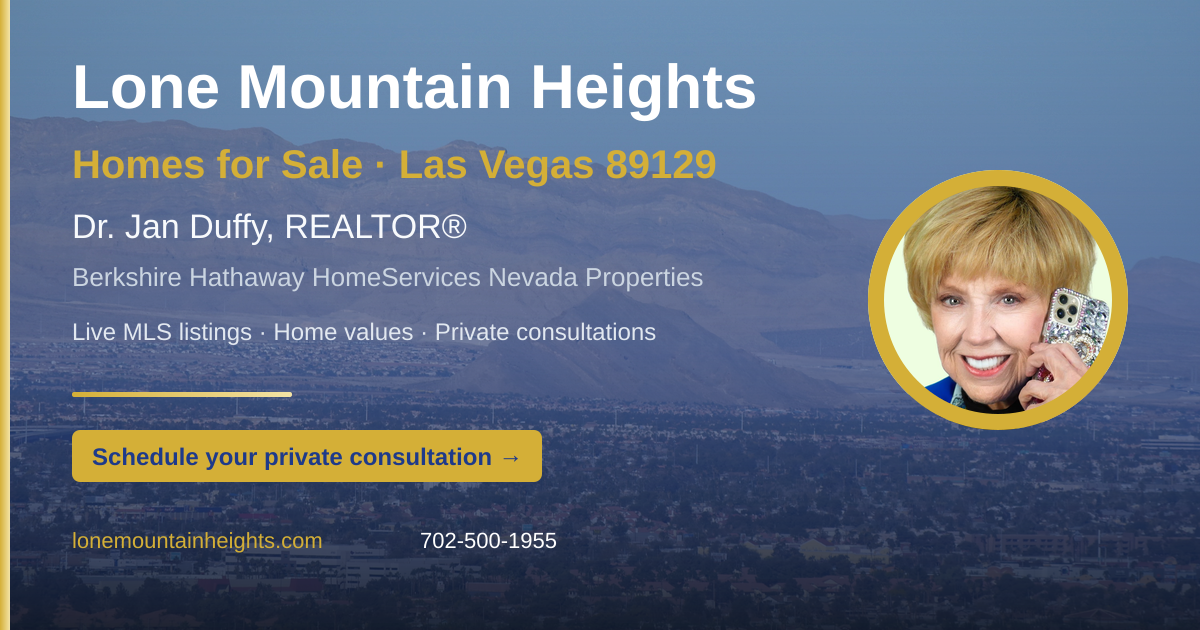 Lone Mountain Heights
Homes for Sale · Las Vegas 89129
Dr. Jan Duffy, REALTOR®
Berkshire Hathaway HomeServices Nevada Properties
Live MLS listings · Home values · Private consultations
Schedule your private consultation →
lonemountainheights.com 702-500-1955